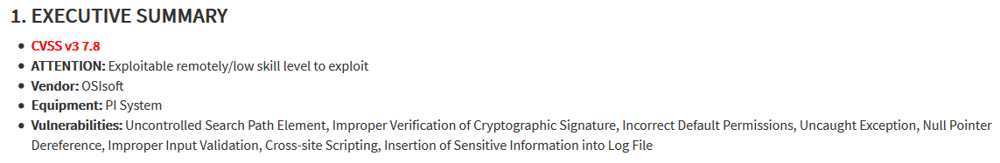 1. EXECUTIVE SUMMARY
• CVSS v3 7.8
• ATTENTION: Exploitable remotely/low skill level to exploit
• Vendor: OSIsoft
• Equipment: PI System
• Vulnerabilities: Uncontrolled Search Path Element, Improper Verification of Cryptographic Signature, Incorrect Default Permissions, Uncaught Exception, Null Pointer
Dereference, Improper Input Validation, Cross-site Scripting, Insertion of Sensitive Information into Log File